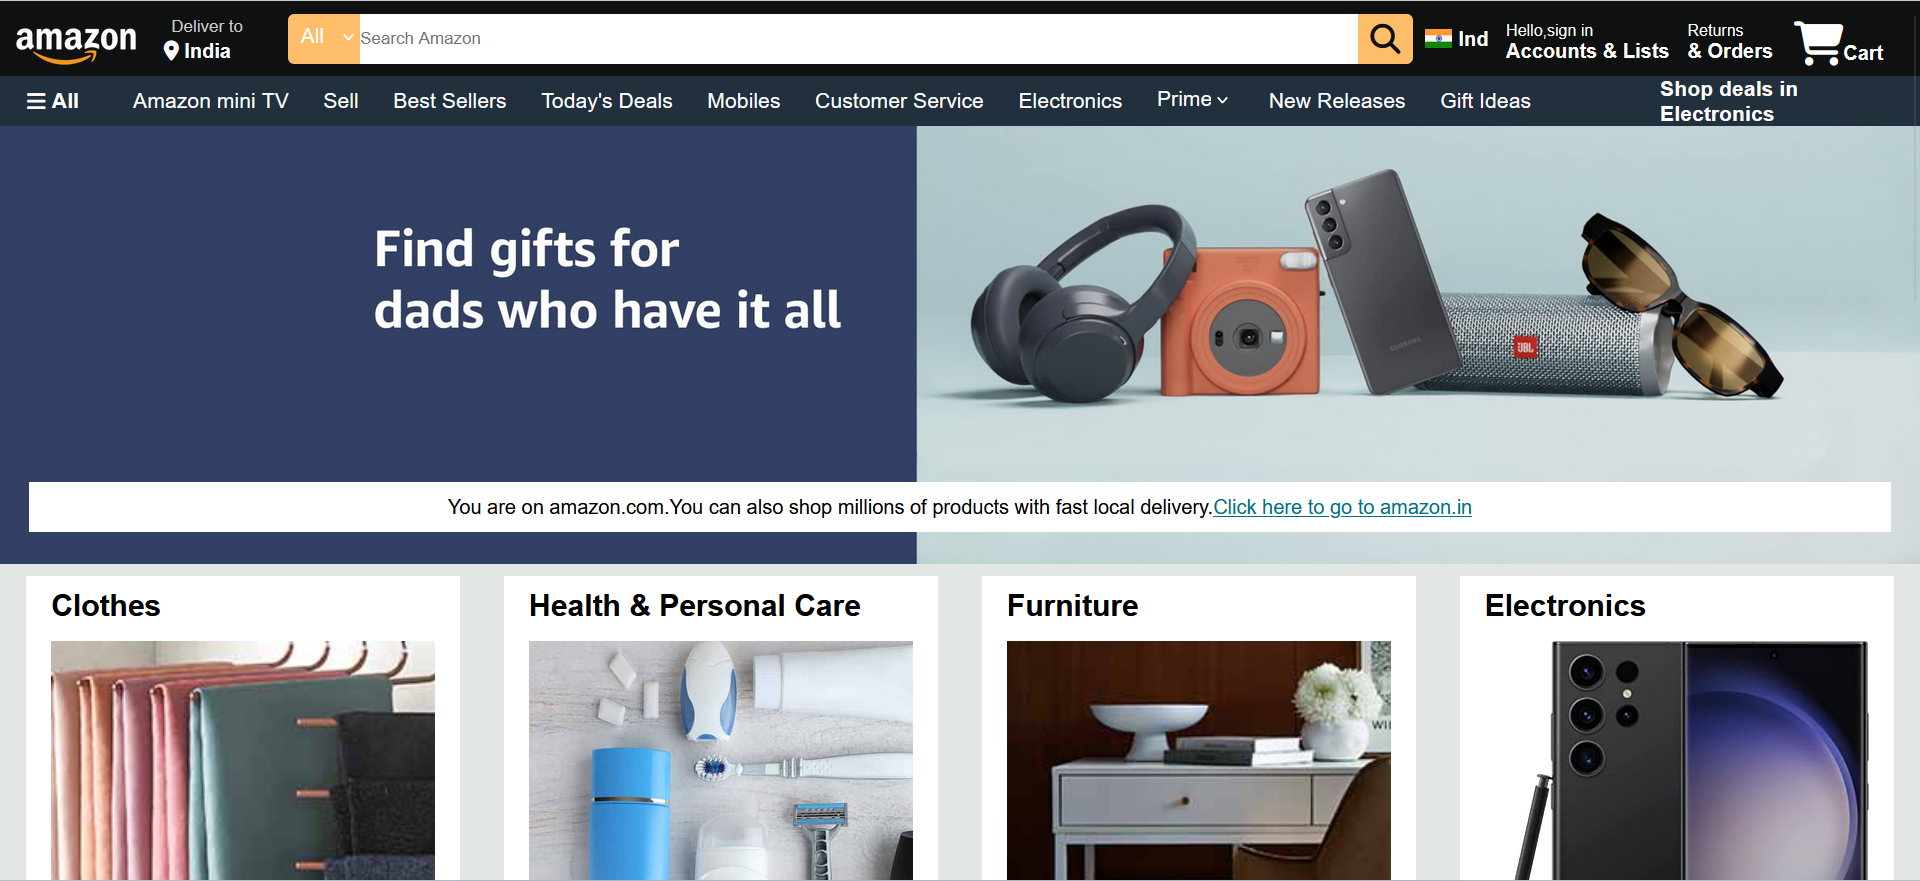 amazon
Deliver to
India
All
Search Amazon
Ind
Hello,sign in
Accounts & Lists
Returns
& Orders
Cart
All
Amazon mini TV
Sell
Best Sellers
Today's Deals
Mobiles
Customer Service
Electronics
Prime
New Releases
Gift Ideas
Shop deals in
Electronics
Find gifts for
dads who have it all
SAMSUNG
JBL
You are on amazon.com.You can also shop millions of products with fast local delivery.Click here to go to amazon.in
Clothes
Health & Personal Care
Furniture
Electronics